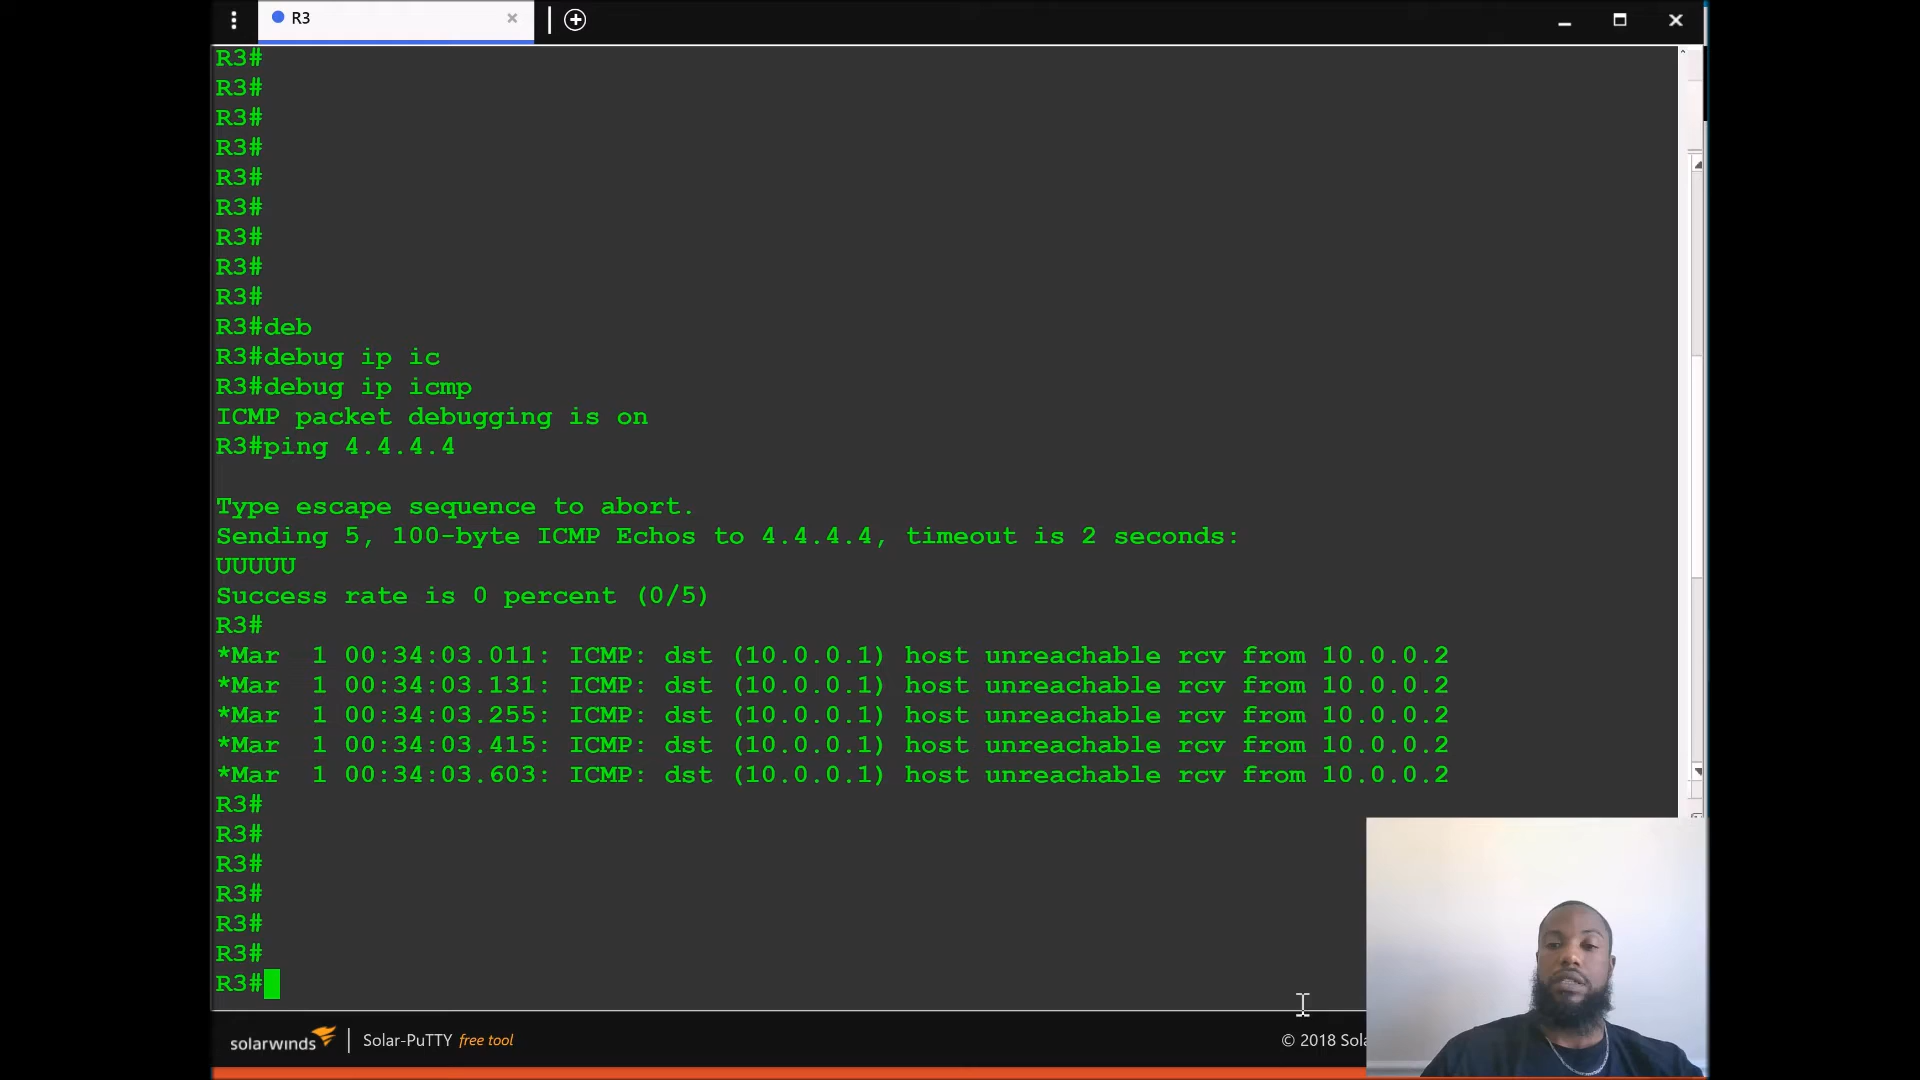 R3
R3#
R3#
R3#
R3#
R3#
R3#
R3#
R3#
R3#
R3#deb
R3#debug ip ic
R3#debug ip icmp
ICMP packet debugging is on
R3#ping 4.4.4.4
Type escape sequence to abort.
Sending 5, 100-byte ICMP Echos to 4.4.4.4, timeout is 2 seconds:
UUUUU
Success rate is 0 percent (0/5)
R3#
*Mar  1 00:34:03.011: ICMP: dst (10.0.0.1) host unreachable rcv from 10.0.0.2
*Mar  1 00:34:03.131: ICMP: dst (10.0.0.1) host unreachable rcv from 10.0.0.2
*Mar  1 00:34:03.255: ICMP: dst (10.0.0.1) host unreachable rcv from 10.0.0.2
*Mar  1 00:34:03.415: ICMP: dst (10.0.0.1) host unreachable rcv from 10.0.0.2
*Mar  1 00:34:03.603: ICMP: dst (10.0.0.1) host unreachable rcv from 10.0.0.2
R3#
R3#
R3#
R3#
R3#
R3#
R3#
solarwinds Solar-PuTTY free tool © 2018 Sola